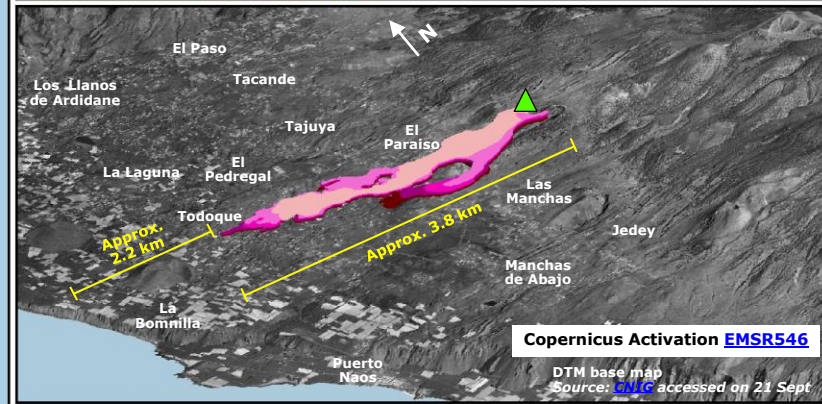 El Paso
N
Los Llanos
de Ardidane
Tacande
Tajuya
El
Paraiso
La Laguna
El
Pedregal
Las
Manchas
Todoque
Approx.
2.2 km
Approx. 3.8 km
Jedey
Manchas
de Abajo
La
Bomnilla
Copernicus Activation EMSR546
Puerto
Naos
DTM base map
Source: CNIG accessed on 21 Sept